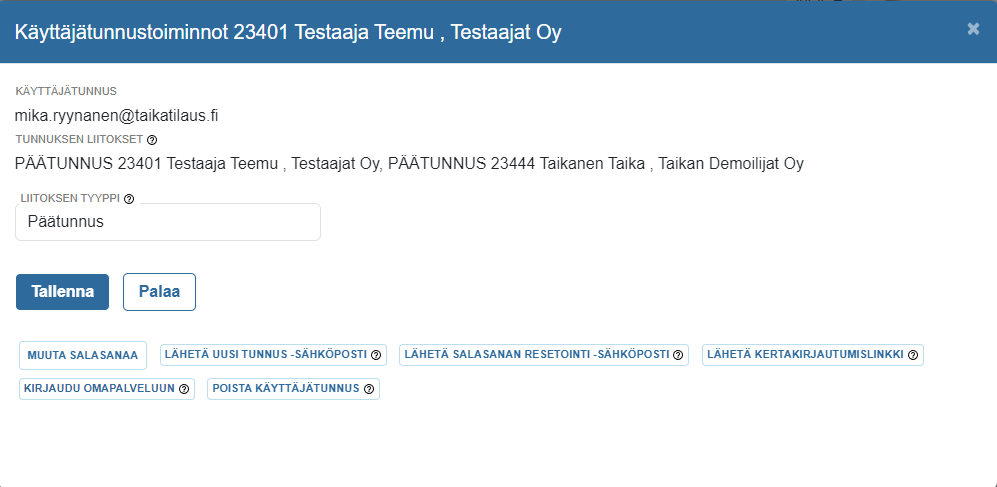 Käyttäjätunnustoiminnot 23401 Testaaja Teemu , Testaajat Oy
KÄYTTÄJÄTUNNUS
mika.ryynanen@taikatilaus.fi
TUNNUKSEN LIITOKSET
PÄÄTUNNUS 23401 Testaaja Teemu , Testaajat Oy, PÄÄTUNNUS 23444 Taikanen Taika , Taikan Demoilijat Oy
LIITOKSEN TYYPPI
Päätunnus
Tallenna Palaa
MUUTA SALASANAA LÄHETÄ UUSI TUNNUS -SÄHKÖPOSTI LÄHETÄ SALASANAN RESETOINTI -SÄHKÖPOSTI LÄHETÄ KERTAKIRJAUTUMISLINKKI
KIRJAUDU OMAPALVELUUN POISTA KÄYTTÄJÄTUNNUS